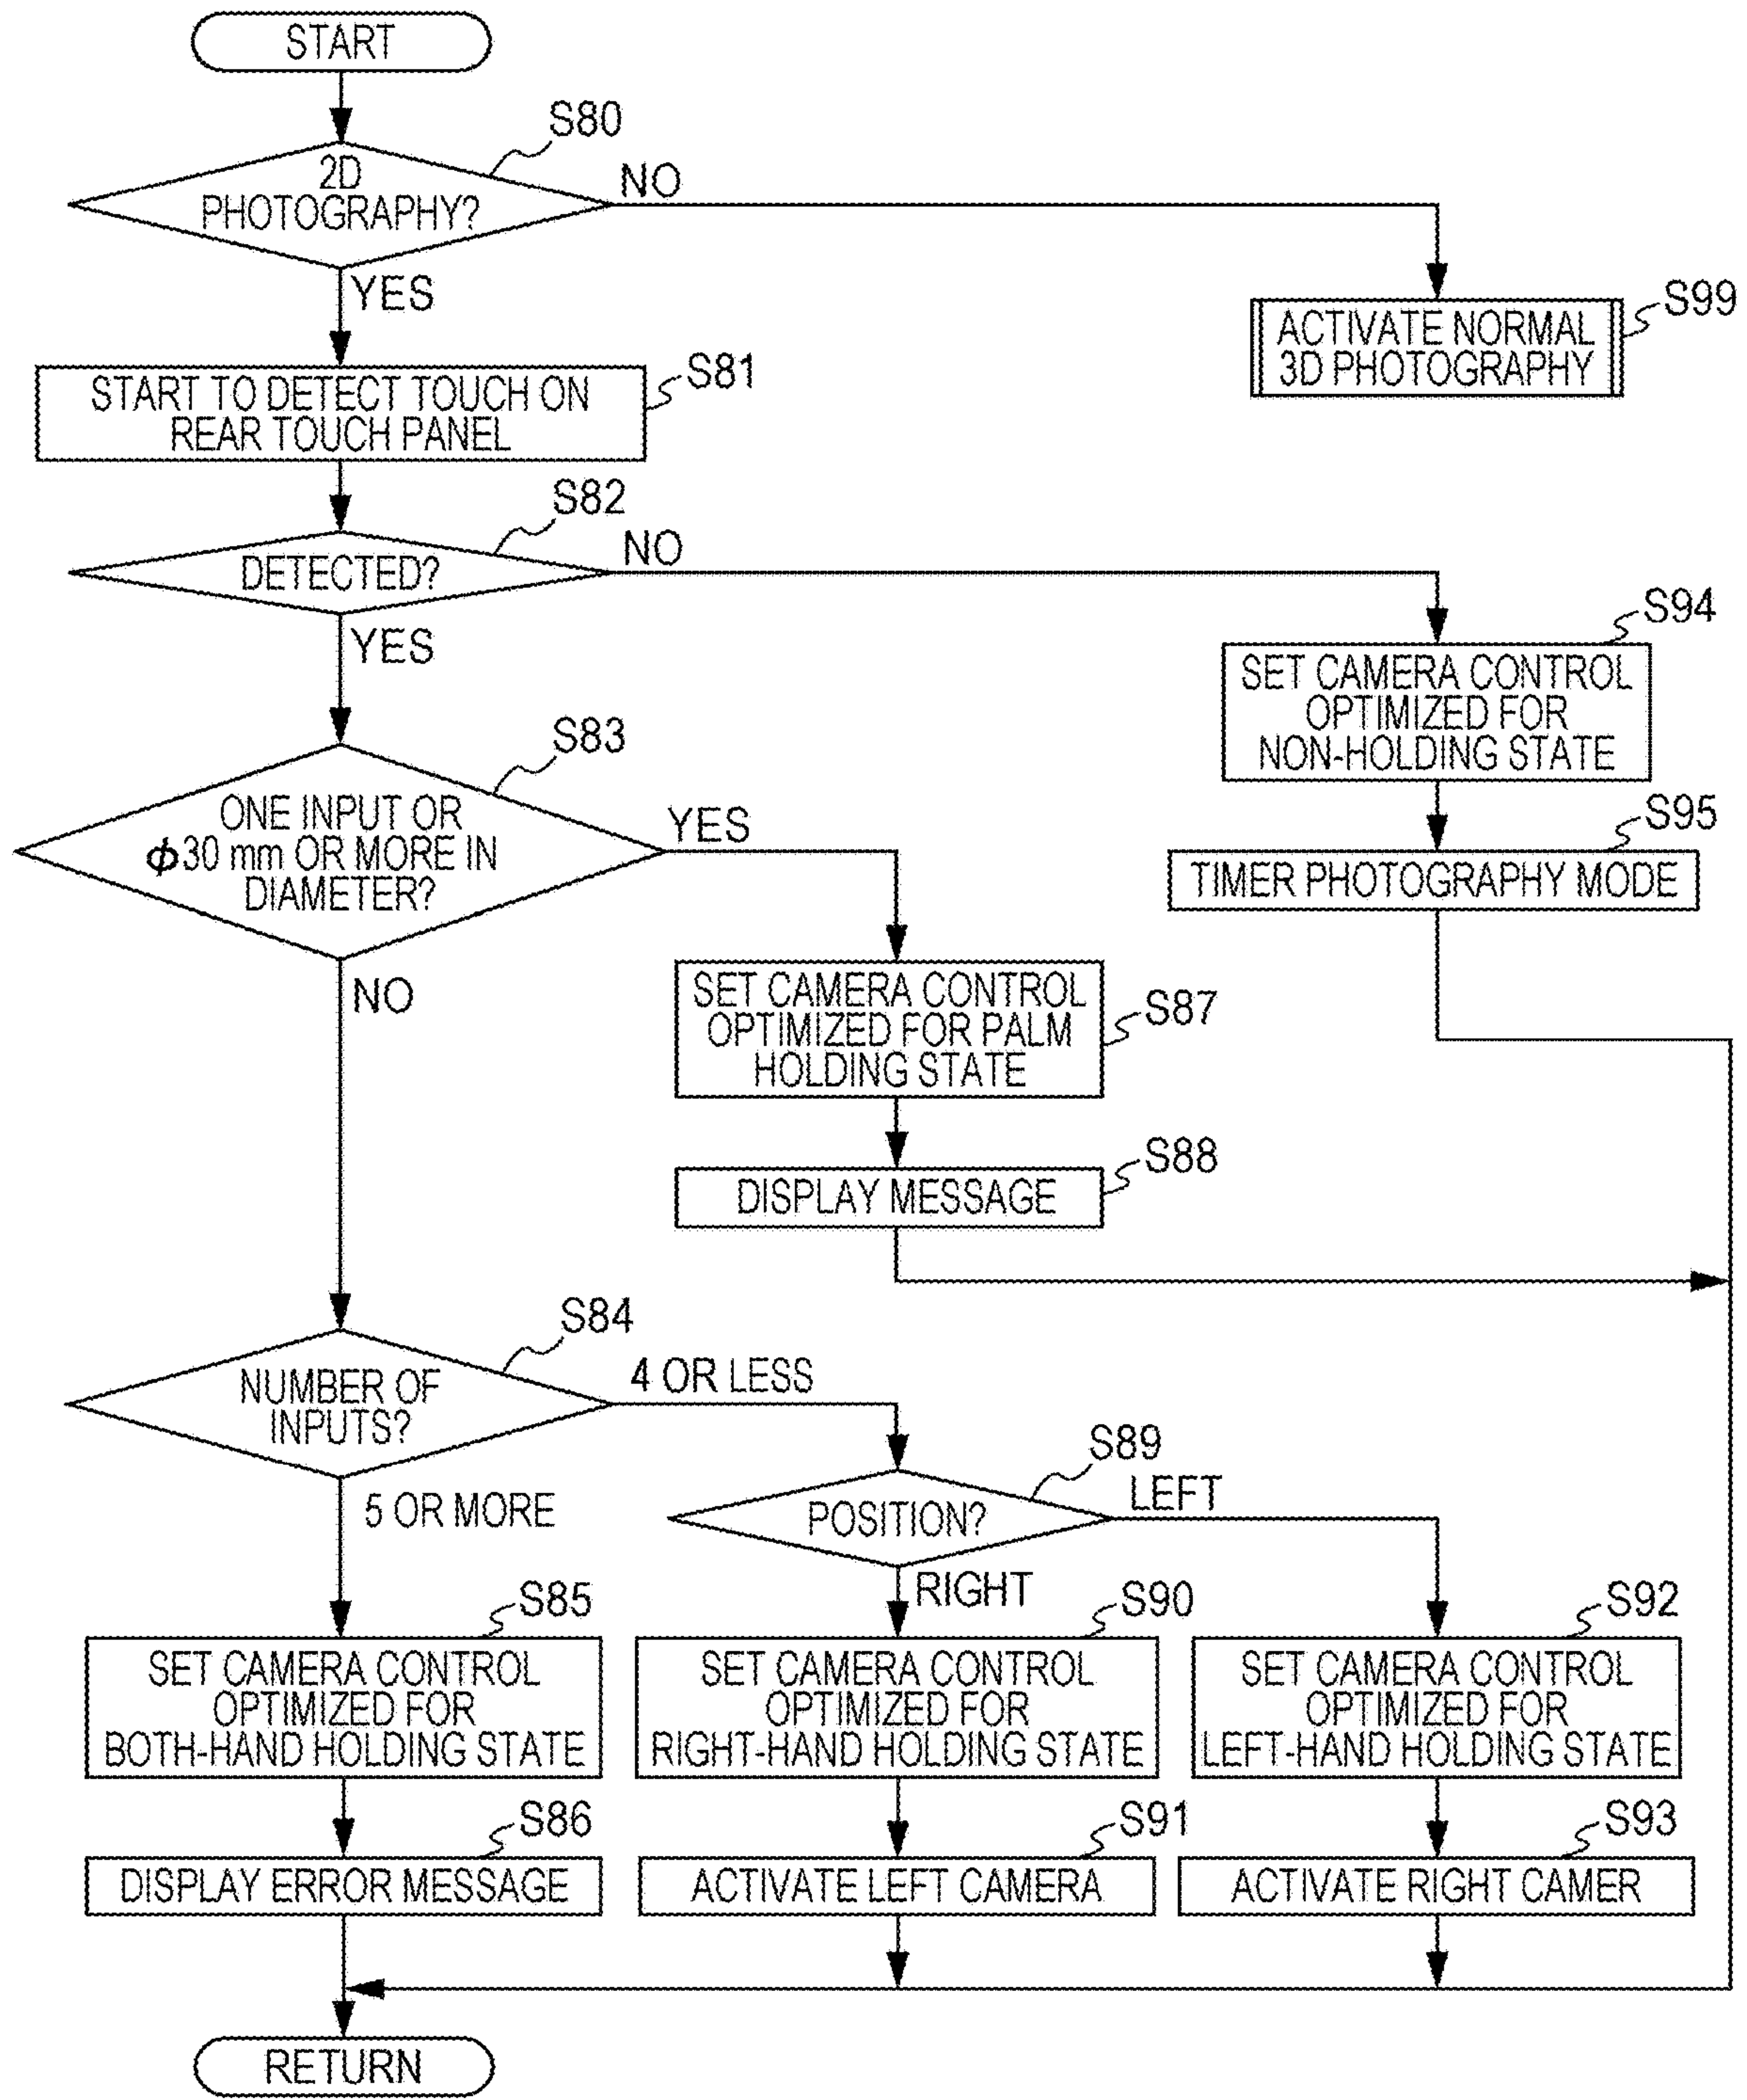 START
S80
2D
PHOTOGRAPHY?
NO
YES
S99
ACTIVATE NORMAL
3D PHOTOGRAPHY
S81
START TO DETECT TOUCH ON
REAR TOUCH PANEL
S82
DETECTED?
NO
YES
S94
SET CAMERA CONTROL
OPTIMIZED FOR
NON-HOLDING STATE
S83
ONE INPUT OR
ϕ30 mm OR MORE IN
DIAMETER?
YES
NO
S95
TIMER PHOTOGRAPHY MODE
S87
SET CAMERA CONTROL
OPTIMIZED FOR PALM
HOLDING STATE
S88
DISPLAY MESSAGE
S84
NUMBER OF
INPUTS?
4 OR LESS
5 OR MORE
S89
POSITION?
LEFT
RIGHT
S85
SET CAMERA CONTROL
OPTIMIZED FOR
BOTH-HAND HOLDING STATE
S90
SET CAMERA CONTROL
OPTIMIZED FOR
RIGHT-HAND HOLDING STATE
S92
SET CAMERA CONTROL
OPTIMIZED FOR
LEFT-HAND HOLDING STATE
S86
DISPLAY ERROR MESSAGE
S91
ACTIVATE LEFT CAMERA
S93
ACTIVATE RIGHT CAMER
RETURN